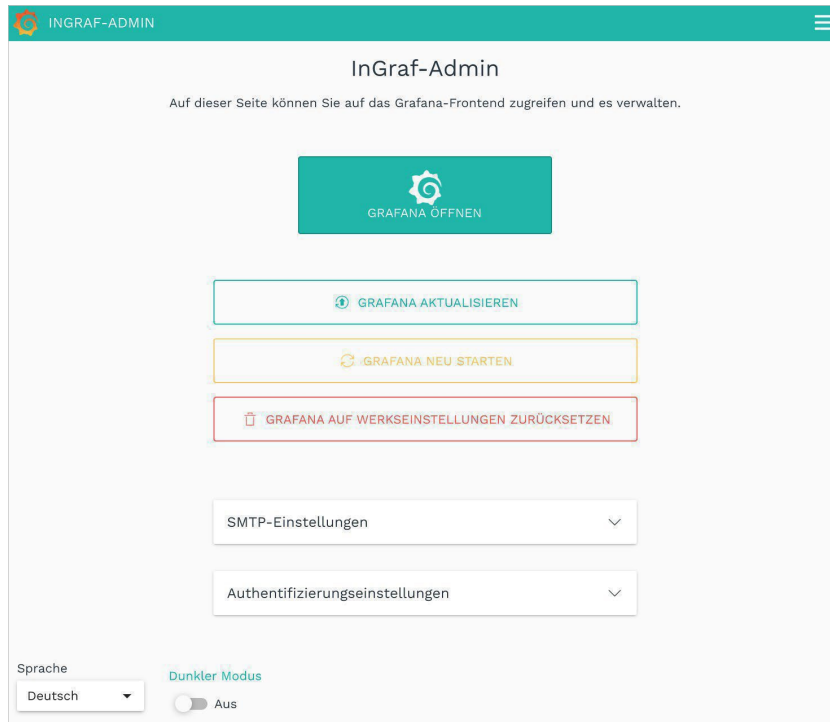 INGRAF-ADMIN
InGraf-Admin
Auf dieser Seite können Sie auf das Grafana-Frontend zugreifen und es verwalten.
GRAFANA ÖFFNEN
GRAFANA AKTUALISIEREN
GRAFANA NEU STARTEN
GRAFANA AUF WERKSEINSTELLUNGEN ZURÜCKSETZEN
SMTP-Einstellungen
Authentifizierungseinstellungen
Sprache
Deutsch
Dunkler Modus
Aus